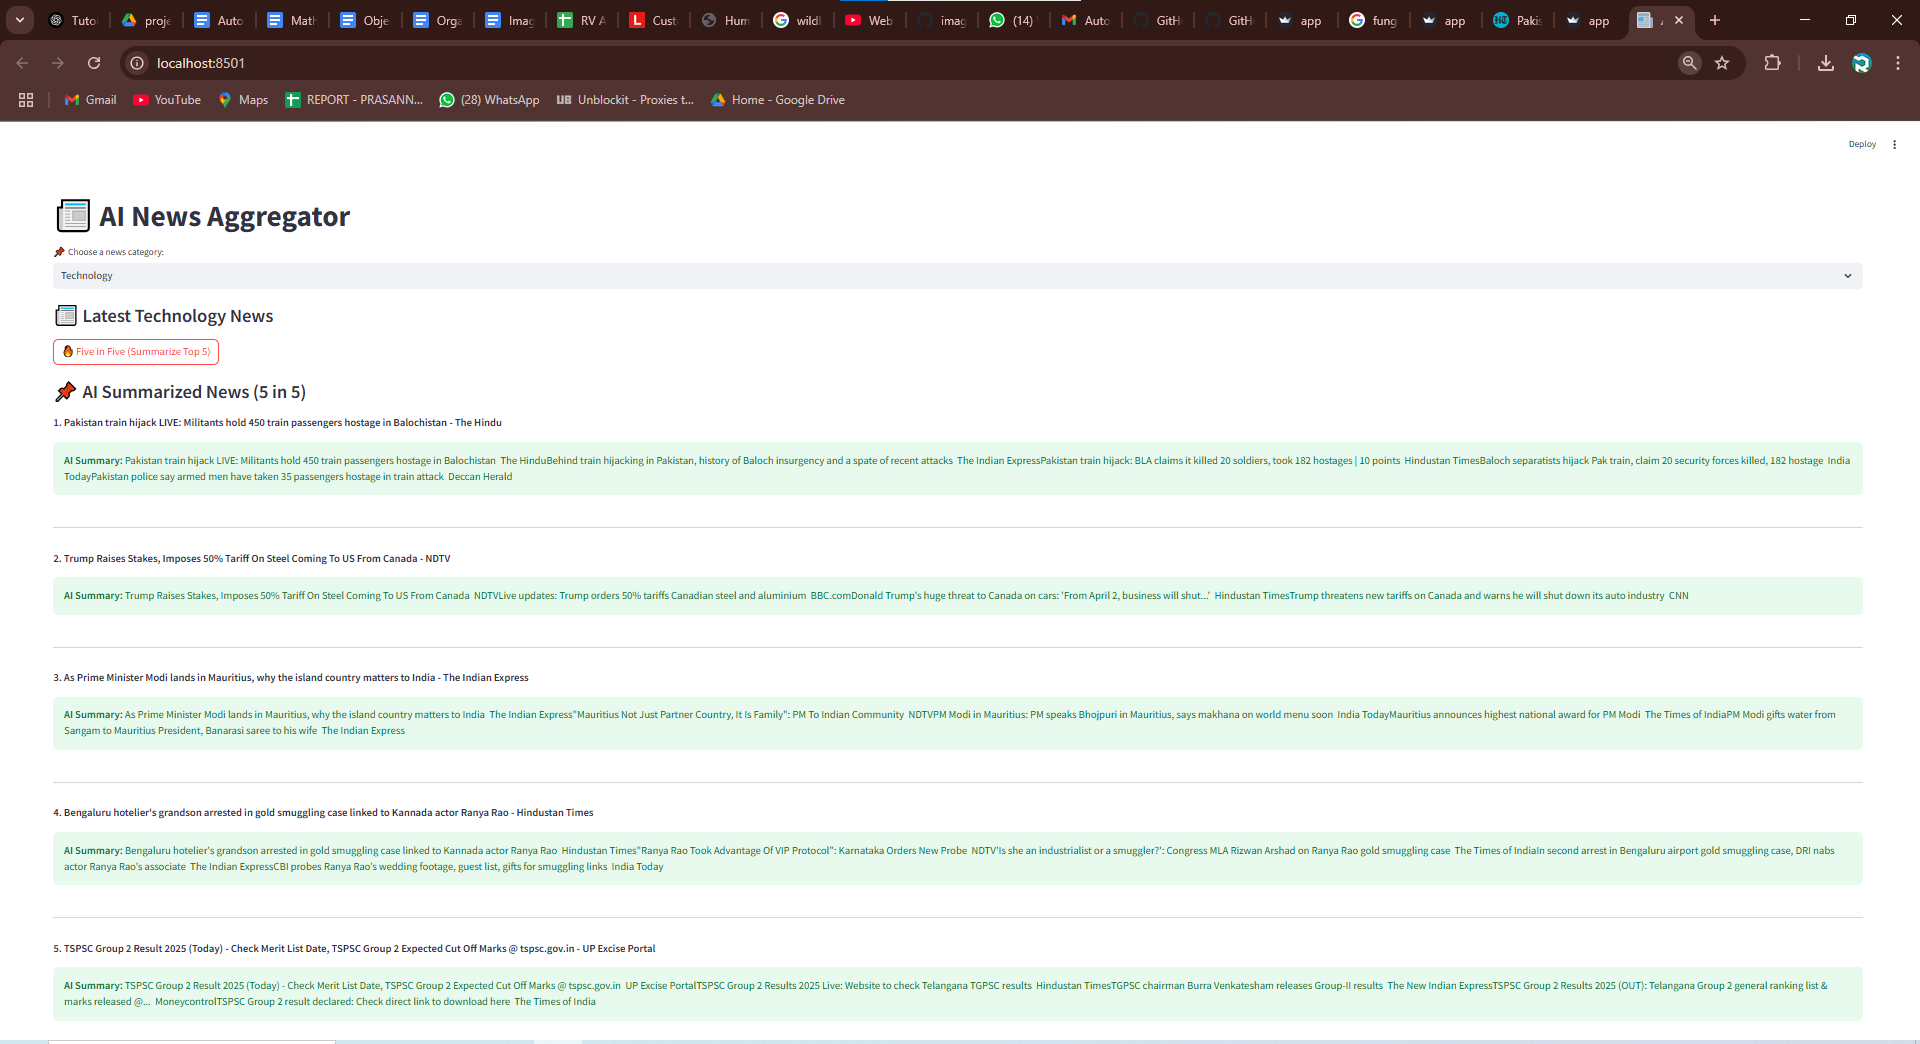 Tuto
proje
Auto
Math
Obje
Orga
Imag
RV A
Cust
Hum
wildl
Web
imag
(14)
Auto
GitH
GitH
app
fung
app
Pakis
app
localhost:8501
Gmail
YouTube
Maps
REPORT - PRASANN...
(28) WhatsApp
UB Unblockit - Proxies t...
Home - Google Drive
Deploy
AI News Aggregator
Choose a news category:
Technology
Latest Technology News
Five in Five (Summarize Top 5)
AI Summarized News (5 in 5)
1. Pakistan train hijack LIVE: Militants hold 450 train passengers hostage in Balochistan - The Hindu
AI Summary: Pakistan train hijack LIVE: Militants hold 450 train passengers hostage in Balochistan  The HinduBehind train hijacking in Pakistan, history of Baloch insurgency and a spate of recent attacks  The Indian ExpressPakistan train hijack: BLA claims it killed 20 soldiers, took 182 hostages | 10 points  Hindustan TimesBaloch separatists hijack Pak train, claim 20 security forces killed, 182 hostage  India
TodayPakistan police say armed men have taken 35 passengers hostage in train attack  Deccan Herald
2. Trump Raises Stakes, Imposes 50% Tariff On Steel Coming To US From Canada - NDTV
AI Summary: Trump Raises Stakes, Imposes 50% Tariff On Steel Coming To US From Canada  NDTVLive updates: Trump orders 50% tariffs Canadian steel and aluminium  BBC.comDonald Trump's huge threat to Canada on cars: 'From April 2, business will shut...'  Hindustan TimesTrump threatens new tariffs on Canada and warns he will shut down its auto industry  CNN
3. As Prime Minister Modi lands in Mauritius, why the island country matters to India - The Indian Express
AI Summary: As Prime Minister Modi lands in Mauritius, why the island country matters to India  The Indian Express"Mauritius Not Just Partner Country, It Is Family": PM To Indian Community  NDTVPM Modi in Mauritius: PM speaks Bhojpuri in Mauritius, says makhana on world menu soon  India TodayMauritius announces highest national award for PM Modi  The Times of IndiaPM Modi gifts water from
Sangam to Mauritius President, Banarasi saree to his wife  The Indian Express
4. Bengaluru hotelier's grandson arrested in gold smuggling case linked to Kannada actor Ranya Rao - Hindustan Times
AI Summary: Bengaluru hotelier's grandson arrested in gold smuggling case linked to Kannada actor Ranya Rao  Hindustan Times"Ranya Rao Took Advantage Of VIP Protocol": Karnataka Orders New Probe  NDTV'Is she an industrialist or a smuggler?': Congress MLA Rizwan Arshad on Ranya Rao gold smuggling case  The Times of IndiaIn second arrest in Bengaluru airport gold smuggling case, DRI nabs
actor Ranya Rao's associate  The Indian ExpressCBI probes Ranya Rao's wedding footage, guest list, gifts for smuggling links  India Today
5. TSPSC Group 2 Result 2025 (Today) - Check Merit List Date, TSPSC Group 2 Expected Cut Off Marks @ tspsc.gov.in - UP Excise Portal
AI Summary: TSPSC Group 2 Result 2025 (Today) - Check Merit List Date, TSPSC Group 2 Expected Cut Off Marks @ tspsc.gov.in  UP Excise PortalTSPSC Group 2 Results 2025 Live: Website to check Telangana TGPSC results  Hindustan TimesTGPSC chairman Burra Venkatesham releases Group-II results  The New Indian ExpressTSPSC Group 2 Results 2025 (OUT): Telangana Group 2 general ranking list &
marks released @...  MoneycontrolTSPSC Group 2 result declared: Check direct link to download here  The Times of India